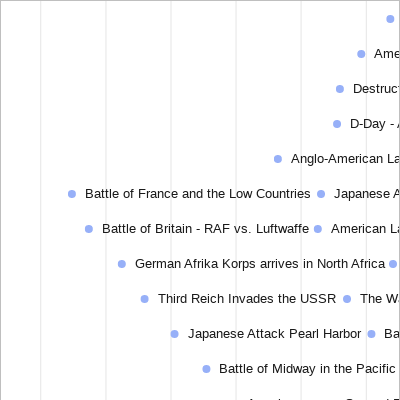 Ame
Destruc
D-Day -
Anglo-American La
Battle of France and the Low Countries Japanese A
Battle of Britain - RAF vs. Luftwaffe American La
German Afrika Korps arrives in North Africa
Third Reich Invades the USSR The W
Japanese Attack Pearl Harbor Ba
Battle of Midway in the Pacific